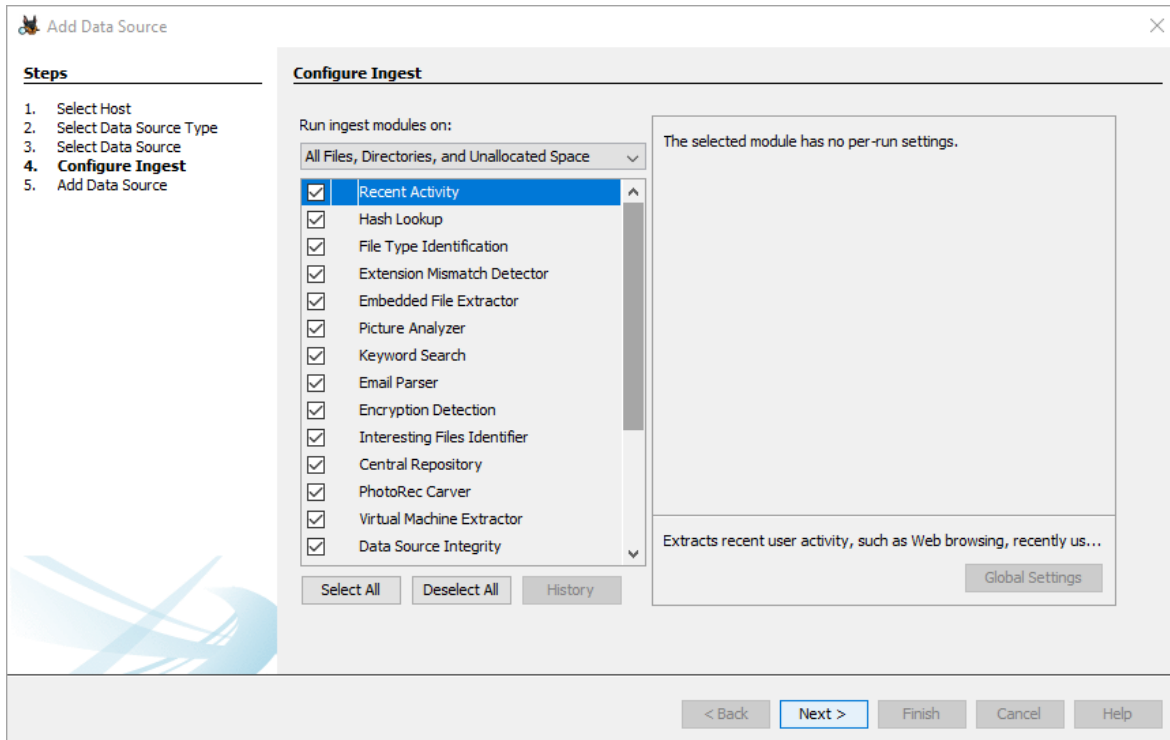 Add Data Source
Steps
1. Select Host
2. Select Data Source Type
3. Select Data Source
4. Configure Ingest
5. Add Data Source
Configure Ingest
Run ingest modules on:
All Files, Directories, and Unallocated Space
Recent Activity
Hash Lookup
File Type Identification
Extension Mismatch Detector
Embedded File Extractor
Picture Analyzer
Keyword Search
Email Parser
Encryption Detection
Interesting Files Identifier
Central Repository
PhotoRec Carver
Virtual Machine Extractor
Data Source Integrity
Select All Deselect All History
The selected module has no per-run settings.
Extracts recent user activity, such as Web browsing, recently us...
Global Settings
< Back Next > Finish Cancel Help